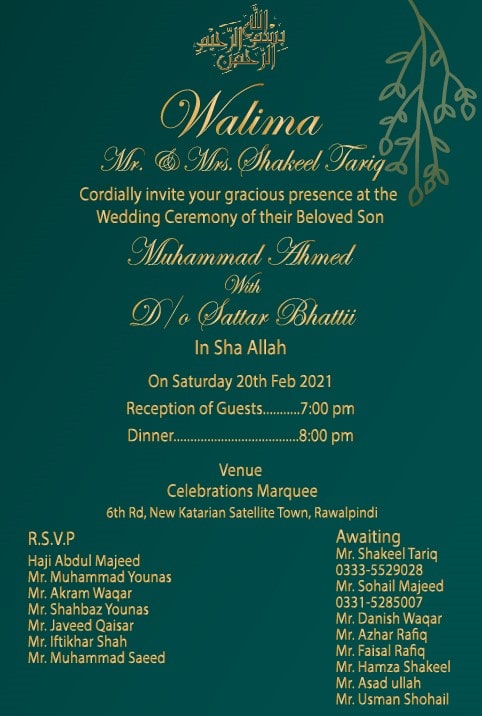 بسم الله الرحمن الرحيم
Walima
Mr. & Mrs. Shakeel Tariq
Cordially invite your gracious presence at the
Wedding Ceremony of their Beloved Son
Muhammad Ahmed
With
D/o Sattar Bhattii
In Sha Allah
On Saturday 20th Feb 2021
Reception of Guests...........7:00 pm
Dinner.....................................8:00 pm
Venue
Celebrations Marquee
6th Rd, New Katarian Satellite Town, Rawalpindi
R.S.V.P
Haji Abdul Majeed
Mr. Muhammad Younas
Mr. Akram Waqar
Mr. Shahbaz Younas
Mr. Javeed Qaisar
Mr. Iftikhar Shah
Mr. Muhammad Saeed
Awaiting
Mr. Shakeel Tariq
0333-5529028
Mr. Sohail Majeed
0331-5285007
Mr. Danish Waqar
Mr. Azhar Rafiq
Mr. Faisal Rafiq
Mr. Hamza Shakeel
Mr. Asad ullah
Mr. Usman Shohail